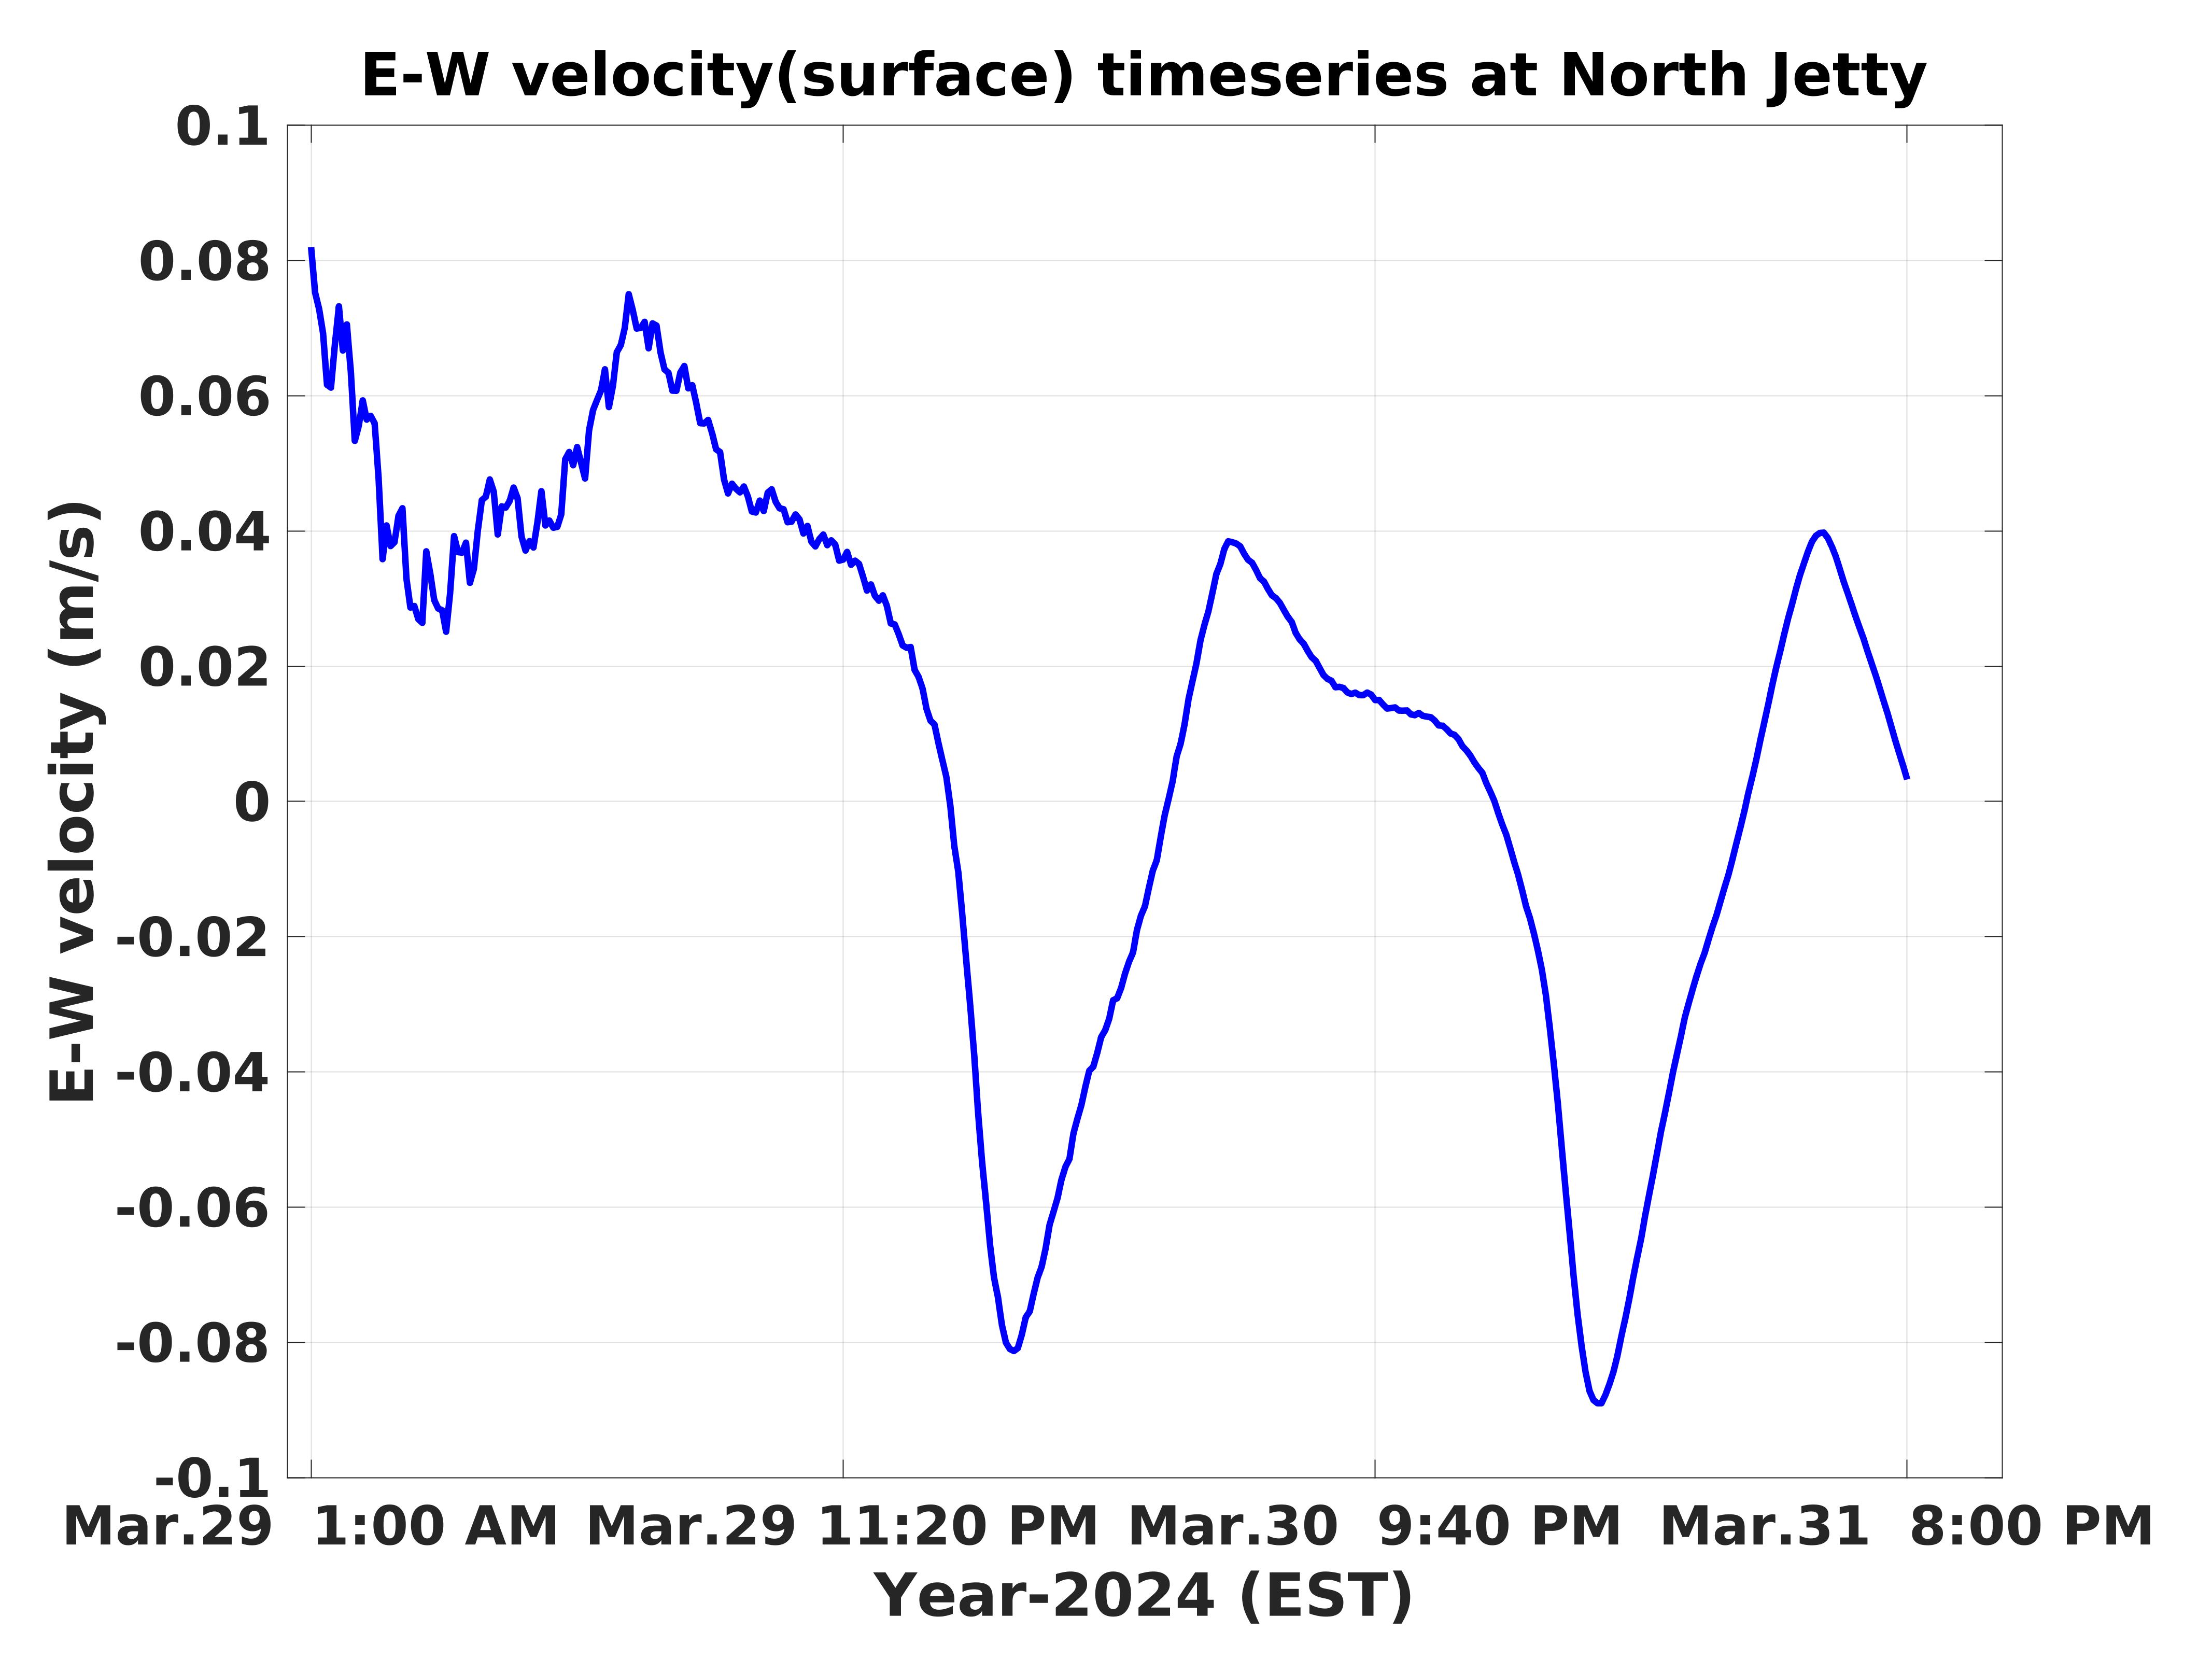 E-W velocity(surface) timeseries at North Jetty
0.1
0.08
0.06
0.04
0.02
0
-0.02
-0.04
-0.06
-0.08
-0.1
E-W velocity (m/s)
Mar.29 1:00 AM Mar.29 11:20 PM Mar.30 9:40 PM Mar.31 8:00 PM
Year-2024 (EST)